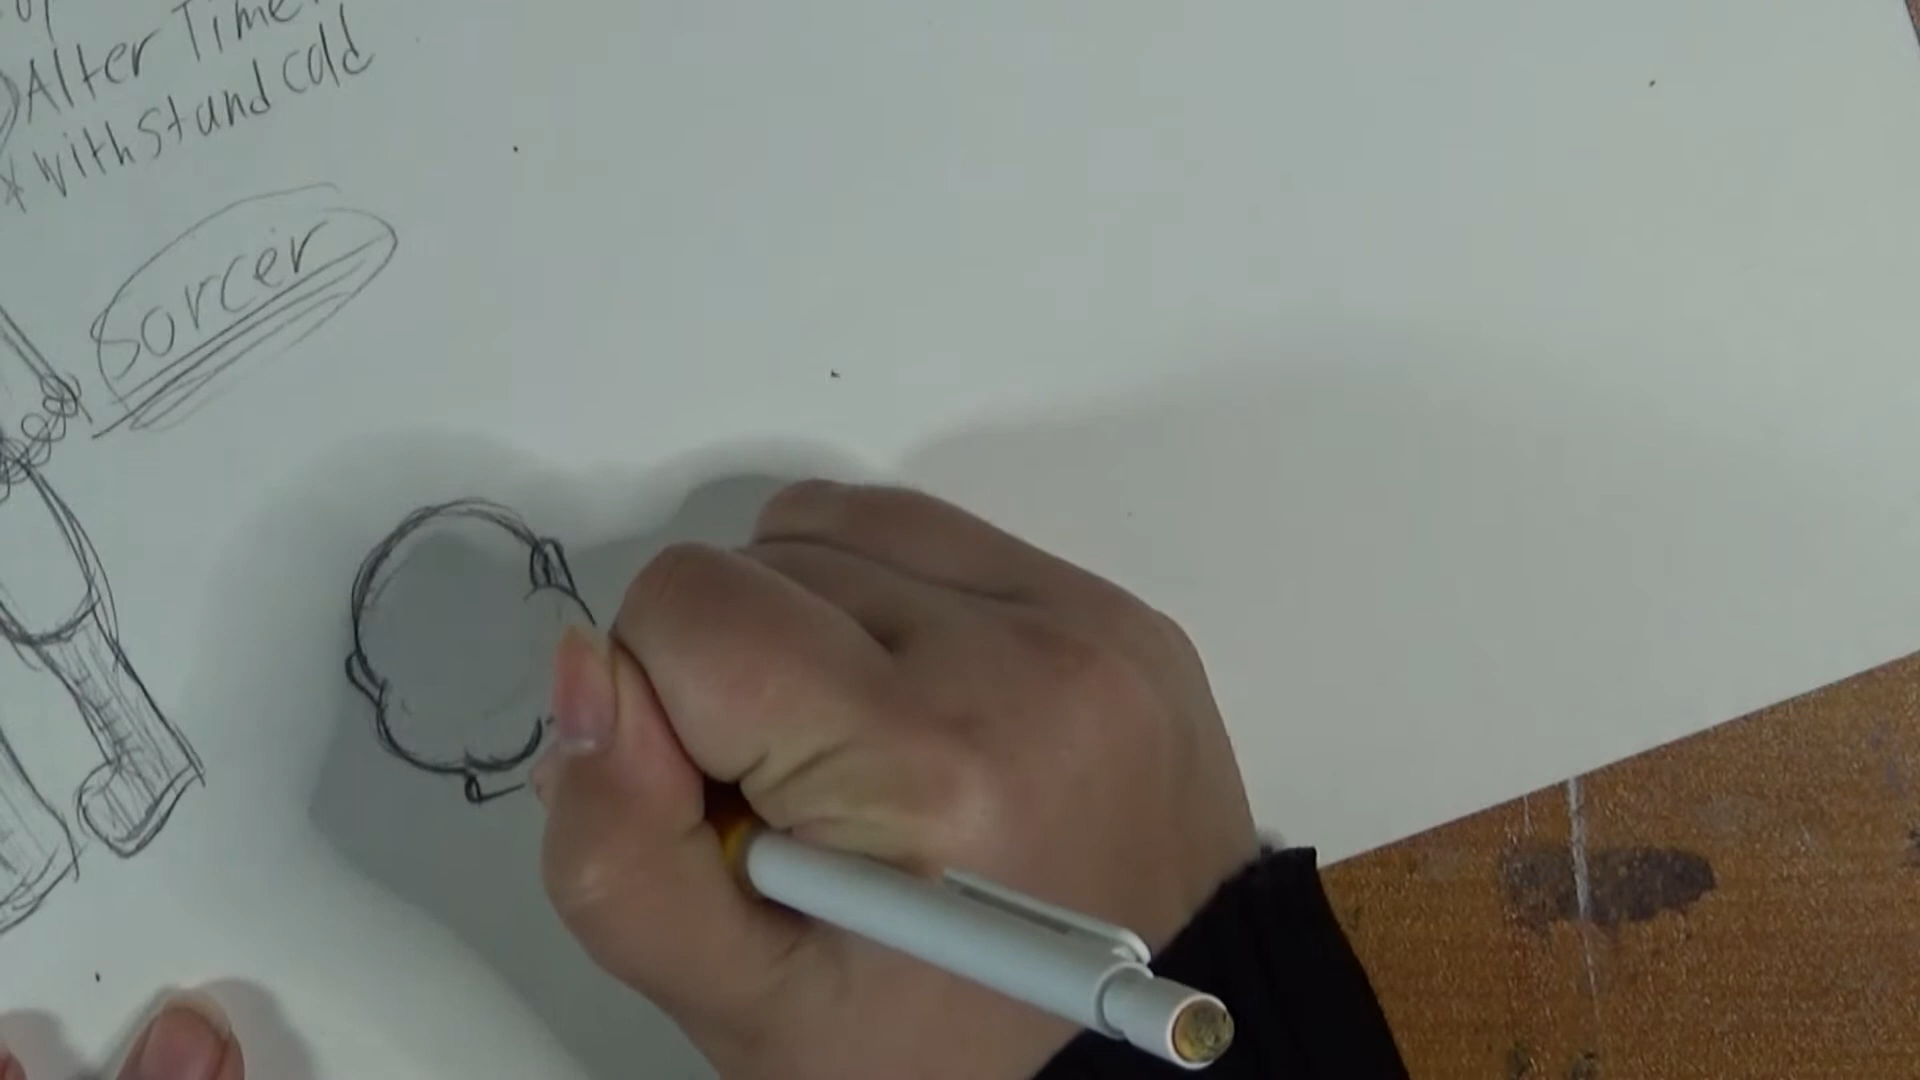 Alter Time
* withstand cold
Sorcer